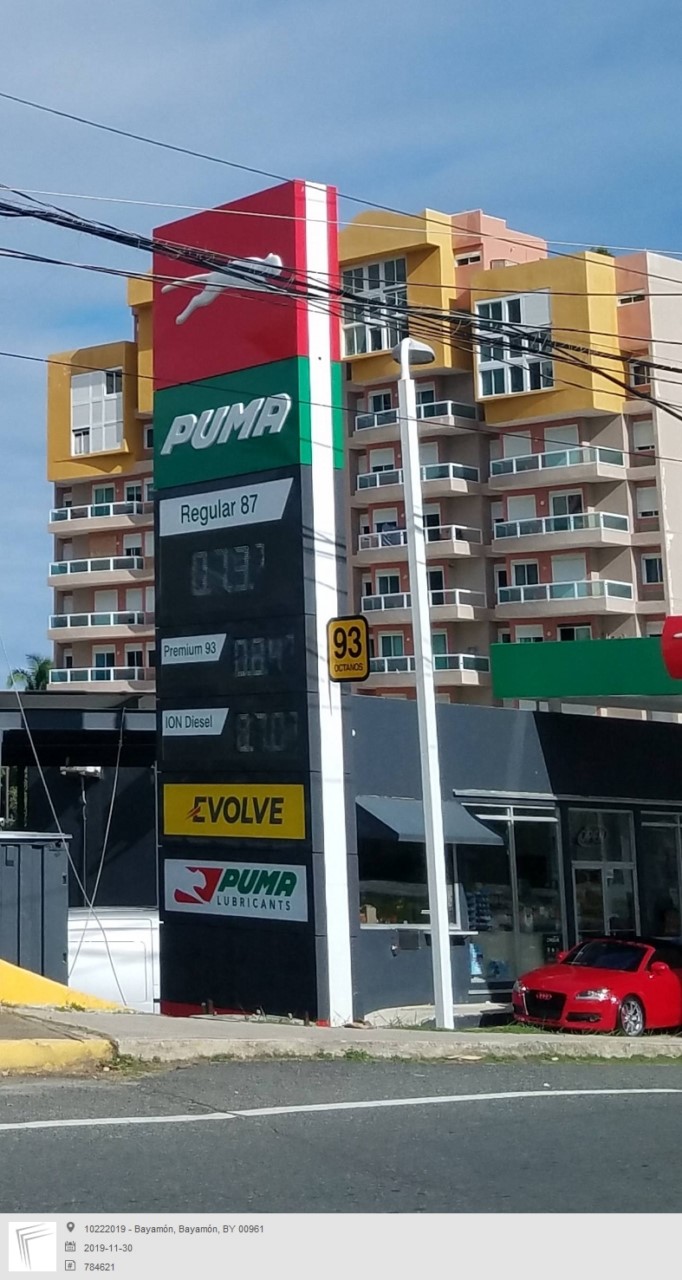 PUMA
Regular 87
Premium 93
ION Diesel
93
OCTANOS
EVOLVE
PUMA
LUBRICANTS
10222019 - Bayamón, Bayamón, BY 00961
2019-11-30
784621